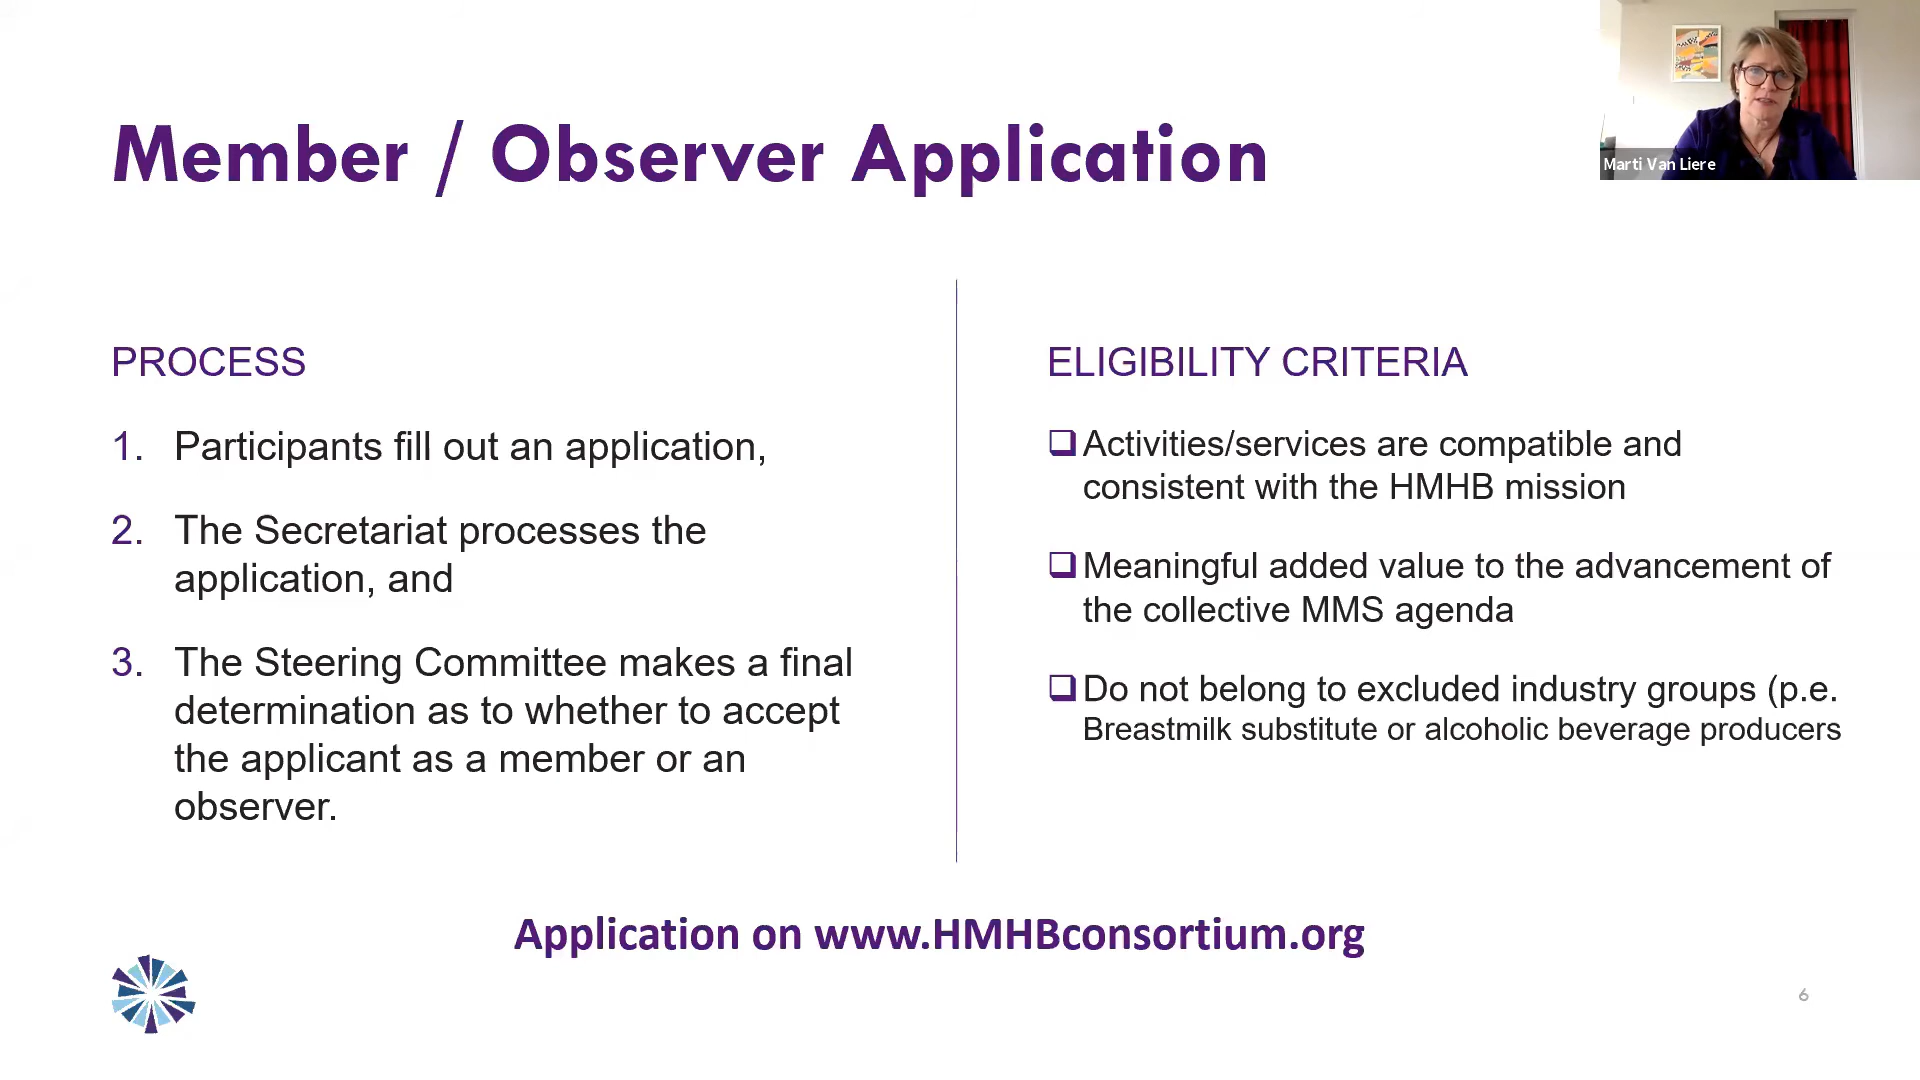 Member / Observer Application
Marti Van Liere
PROCESS
1. Participants fill out an application,
2. The Secretariat processes the
application, and
3. The Steering Committee makes a final
determination as to whether to accept
the applicant as a member or an
observer.
ELIGIBILITY CRITERIA
Activities/services are compatible and
consistent with the HMHB mission
Meaningful added value to the advancement of
the collective MMS agenda
Do not belong to excluded industry groups (p.e.
Breastmilk substitute or alcoholic beverage producers
Application on www.HMHBconsortium.org
6